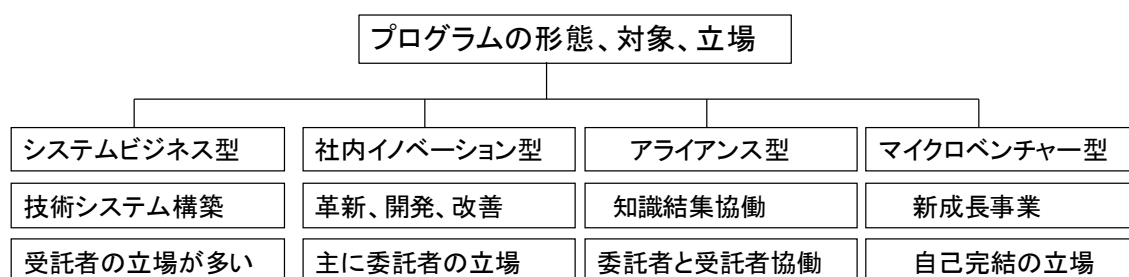 プログラムの形態、対象、立場
システムビジネス型 社内イノベーション型 アライアンス型 マイクロベンチャー型
技術システム構築 革新、開発、改善 知識結集協働 新成長事業
受託者の立場が多い 主に委託者の立場 委託者と受託者協働 自己完結の立場